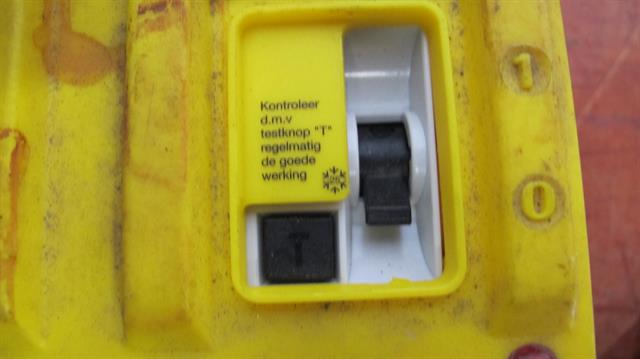 Kontroleer
d.m.v
testknop "T"
regelmatig
de goede
werking
T
1
0